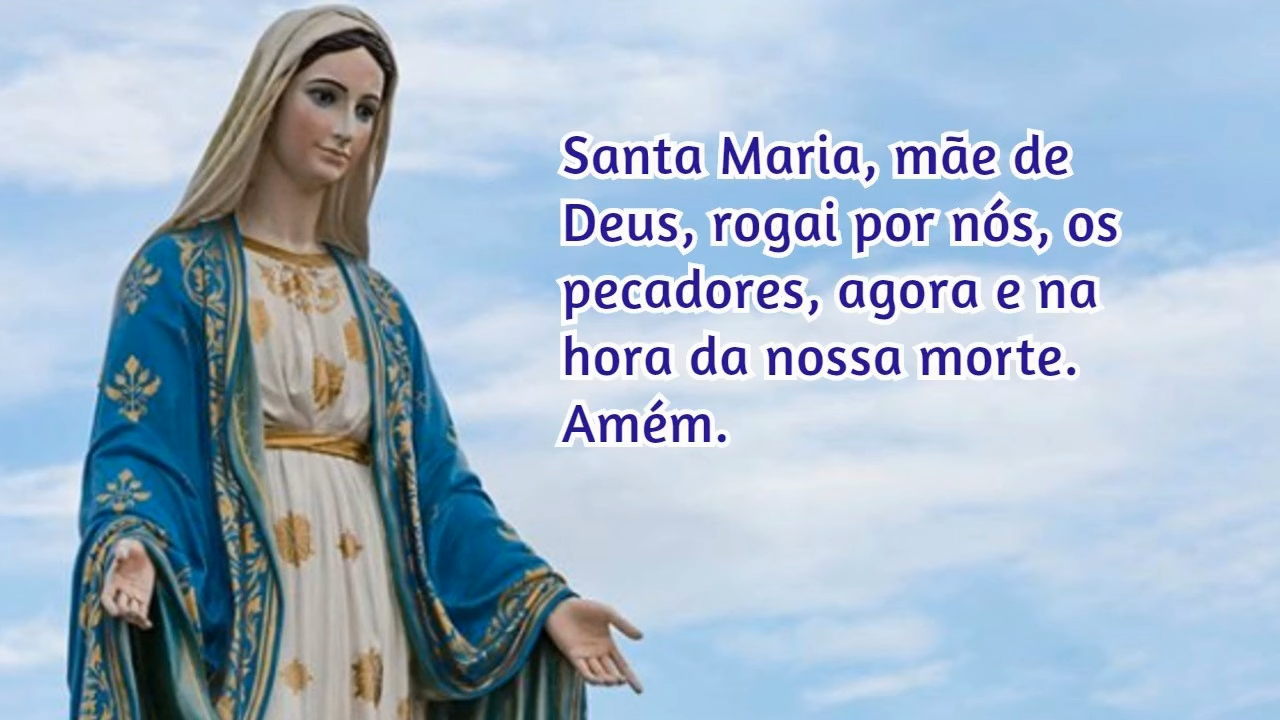 Santa Maria, mãe de
Deus, rogai por nós, os
pecadores, agora e na
hora da nossa morte.
Amém.